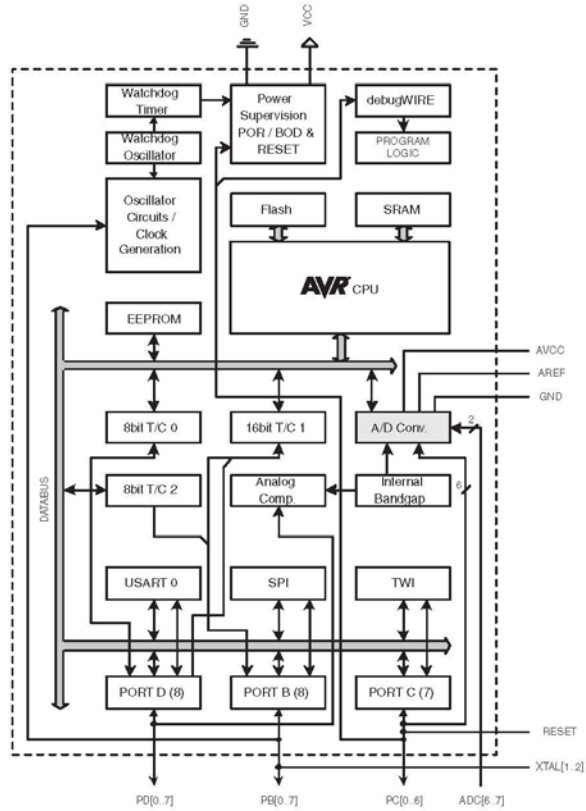 GND
VCC
Watchdog
Timer
Watchdog
Oscillator
Oscillator
Circuits /
Clock
Generation
Power
Supervision
POR / BOD &
RESET
debugWIRE
PROGRAM
LOGIC
Flash
SRAM
AVR CPU
EEPROM
AVCC
AREF
GND
8bit T/C 0
16bit T/C 1
A/D Conv.
2
DATABUS
8bit T/C 2
Analog
Comp.
Internal
Bandgap
6
USART 0
SPI
TWI
PORT D (8)
PORT B (8)
PORT C (7)
RESET
XTAL[1..2]
PD[0..7]
PB[0..7]
PC[0..6]
ADC[6..7]